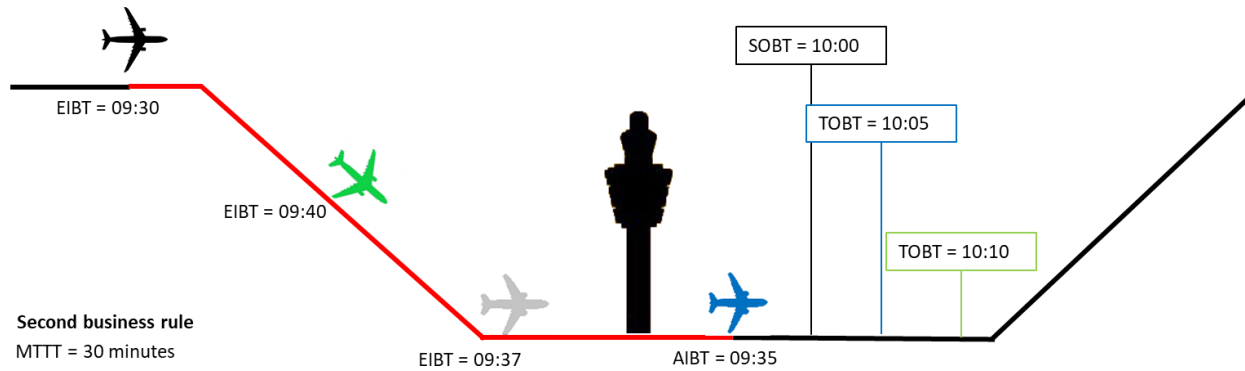 SOBT = 10:00
EIBT = 09:30
TOBT = 10:05
EIBT = 09:40
TOBT = 10:10
Second business rule
MTTT = 30 minutes
EIBT = 09:37
AIBT = 09:35